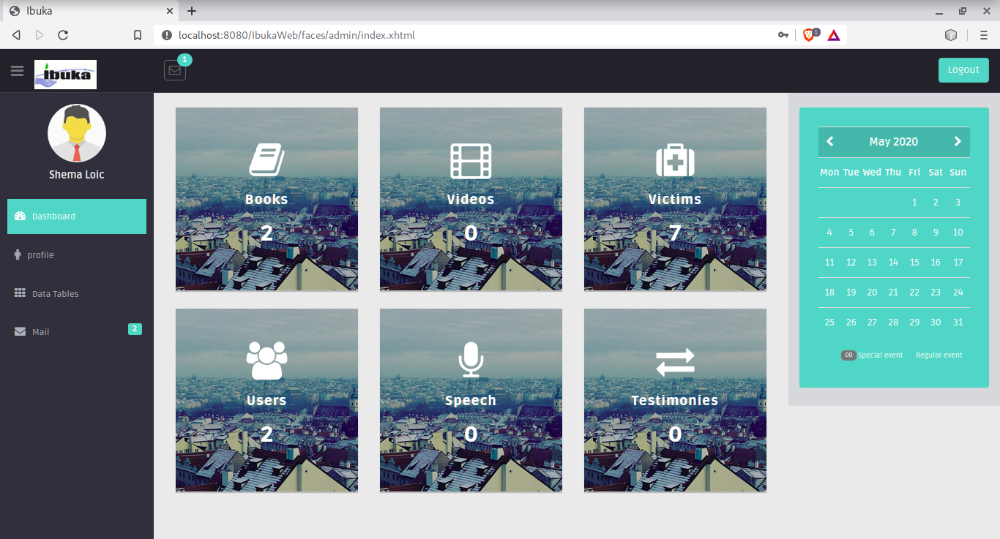 Ibuka
localhost:8080/IbukaWeb/faces/admin/index.xhtml
1
ibuka
1
Logout
Shema Loic
Dashboard
profile
Data Tables
Mail
2
Books
2
Videos
0
Victims
7
Users
2
Speech
0
Testimonies
0
May 2020
Mon Tue Wed Thu Fri Sat Sun
1 2 3
4 5 6 7 8 9 10
11 12 13 14 15 16 17
18 19 20 21 22 23 24
25 26 27 28 29 30 31
00 Special event Regular event